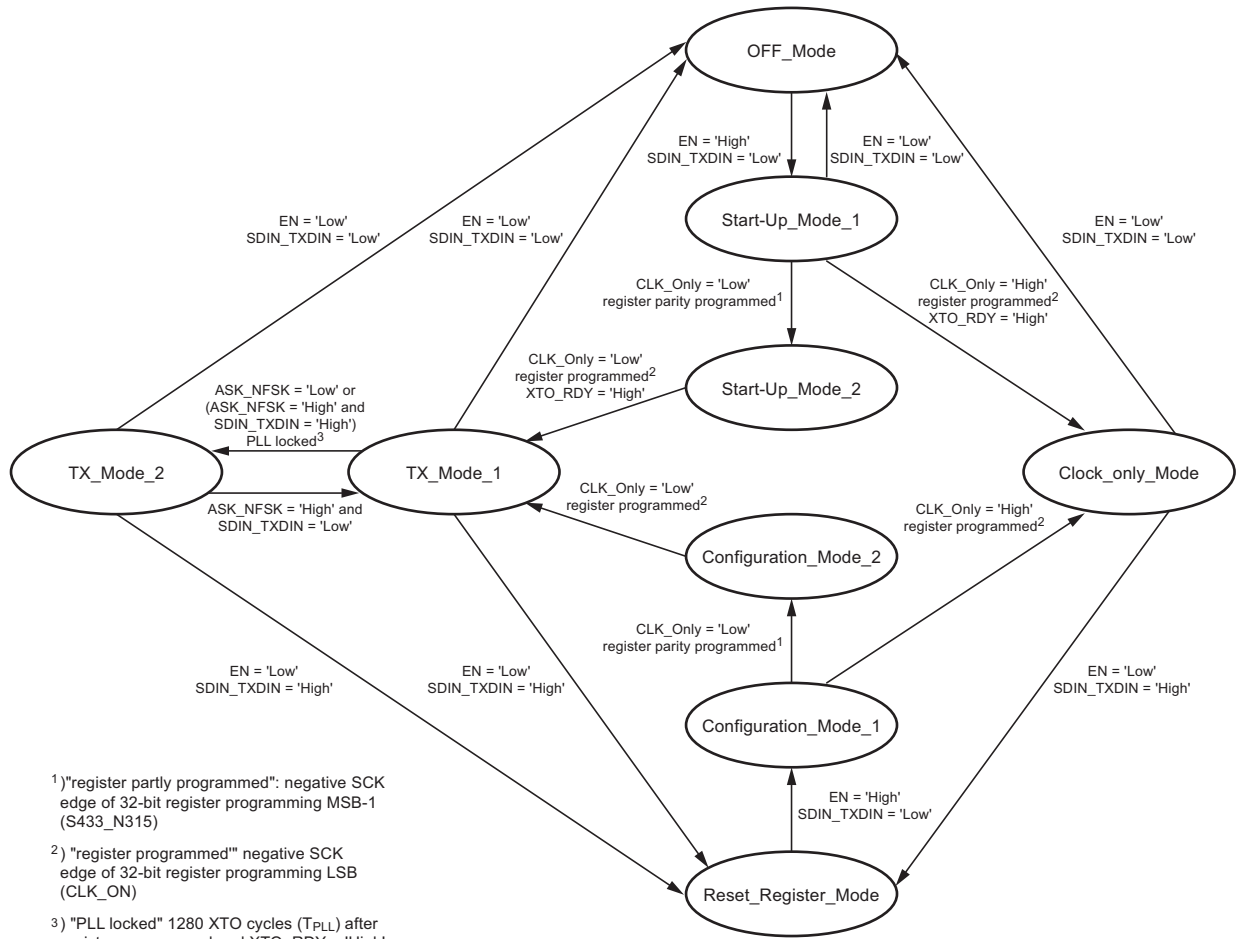 OFF_Mode
EN = 'High'
SDIN_TXDIN = 'Low'
EN = 'Low'
SDIN_TXDIN = 'Low'
Start-Up_Mode_1
EN = 'Low'
SDIN_TXDIN = 'Low'
EN = 'Low'
SDIN_TXDIN = 'Low'
EN = 'Low'
SDIN_TXDIN = 'Low'
CLK_Only = 'Low'
register parity programmed1
CLK_Only = 'High'
register programmed2
XTO_RDY = 'High'
CLK_Only = 'Low'
register programmed2
XTO_RDY = 'High'
Start-Up_Mode_2
ASK_NFSK = 'Low' or
(ASK_NFSK = 'High' and
SDIN_TXDIN = 'High')
PLL locked3
TX_Mode_2
TX_Mode_1
Clock_only_Mode
ASK_NFSK = 'High' and
SDIN_TXDIN = 'Low'
CLK_Only = 'Low'
register programmed2
CLK_Only = 'High'
register programmed2
Configuration_Mode_2
CLK_Only = 'Low'
register parity programmed1
EN = 'Low'
SDIN_TXDIN = 'High'
EN = 'Low'
SDIN_TXDIN = 'High'
EN = 'Low'
SDIN_TXDIN = 'High'
Configuration_Mode_1
EN = 'High'
SDIN_TXDIN = 'Low'
Reset_Register_Mode
1)"register partly programmed": negative SCK
edge of 32-bit register programming MSB-1
(S433_N315)
2) "register programmed'" negative SCK
edge of 32-bit register programming LSB
(CLK_ON)
3) "PLL locked" 1280 XTO cycles (TPLL) after